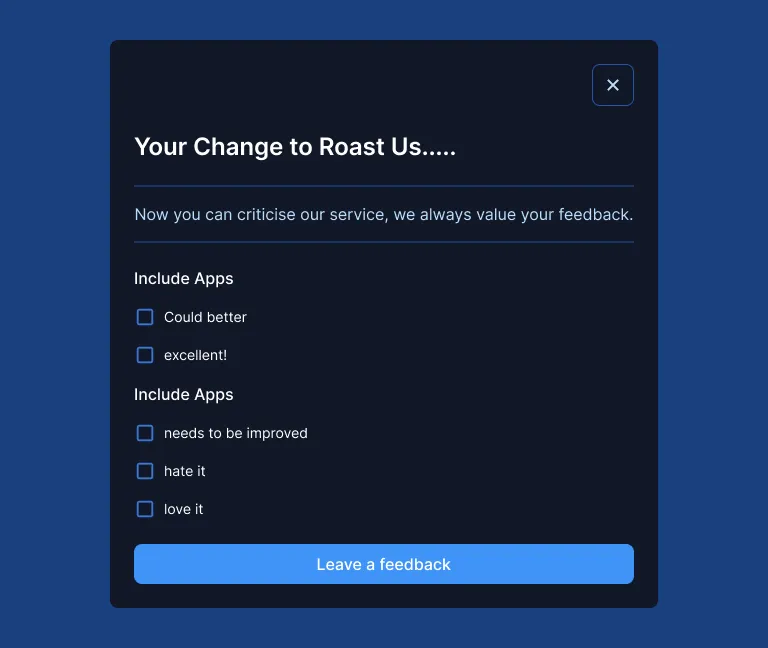 Your Change to Roast Us.....
Now you can criticise our service, we always value your feedback.
Include Apps
Could better
excellent!
Include Apps
needs to be improved
hate it
love it
Leave a feedback